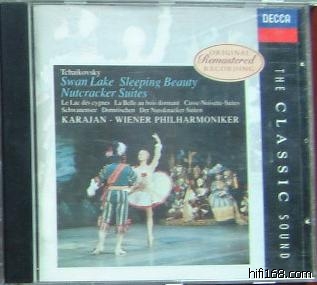 DECCA
ORIGINAL
Remastered
RECORDING
Tchaikovsky
Swan Lake Sleeping Beauty
Nutcracker Suites
Le Lac des cygnes La Belle au bois dormant Casse-Noisette-Suites
Schwanensee Dornröschen Der Nussknacker-Suiten
KARAJAN · WIENER PHILHARMONIKER
THE CLASSIC SOUND
hifi168.com